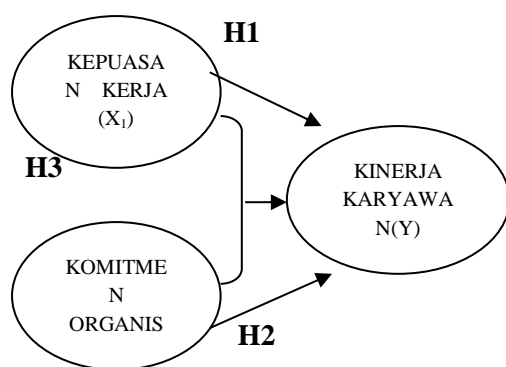 H1
KEPUASA
N KERJA
(X₁)
H3
KINERJA
KARYAWA
N(Y)
KOMITME
N
ORGANIS
H2